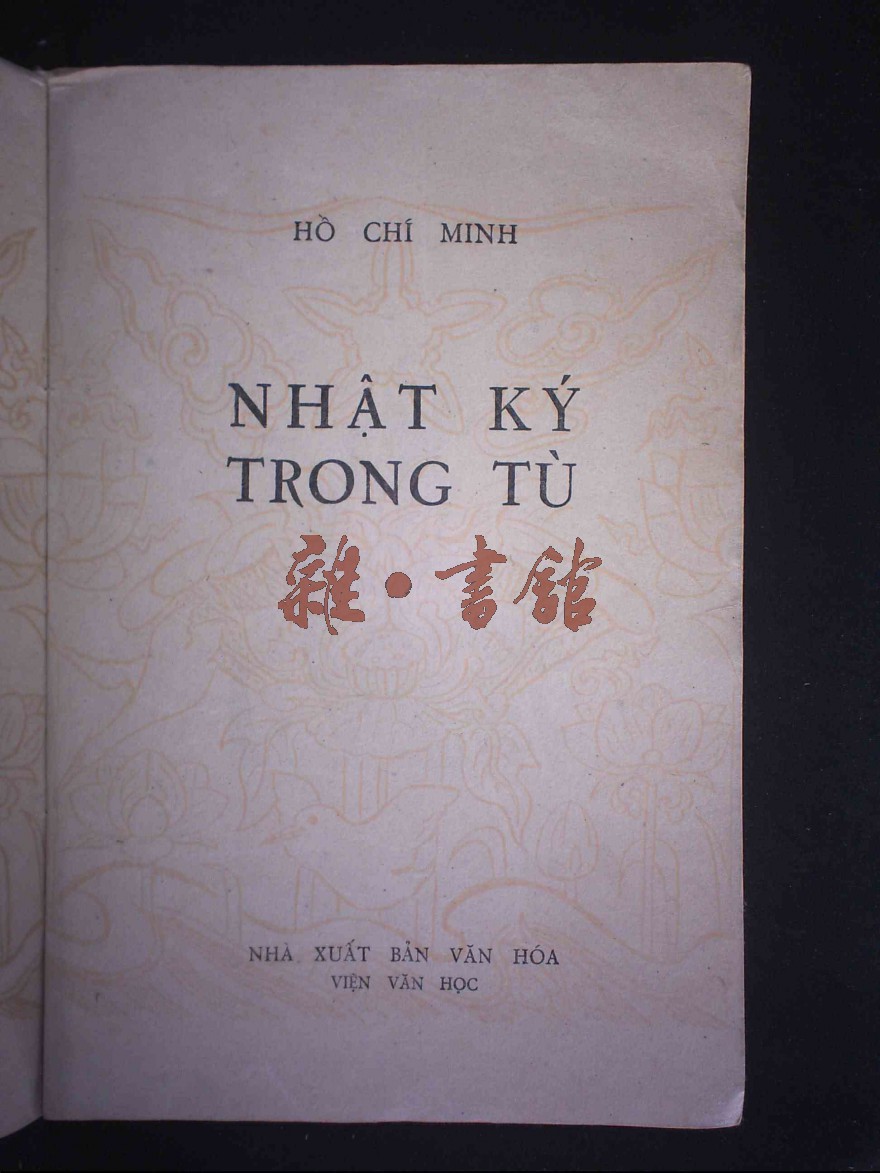 HỒ CHÍ MINH
NHẬT KÝ
TRONG TÙ
雜·書館
NHÀ XUẤT BẢN VĂN HÓA
VIỆN VĂN HỌC